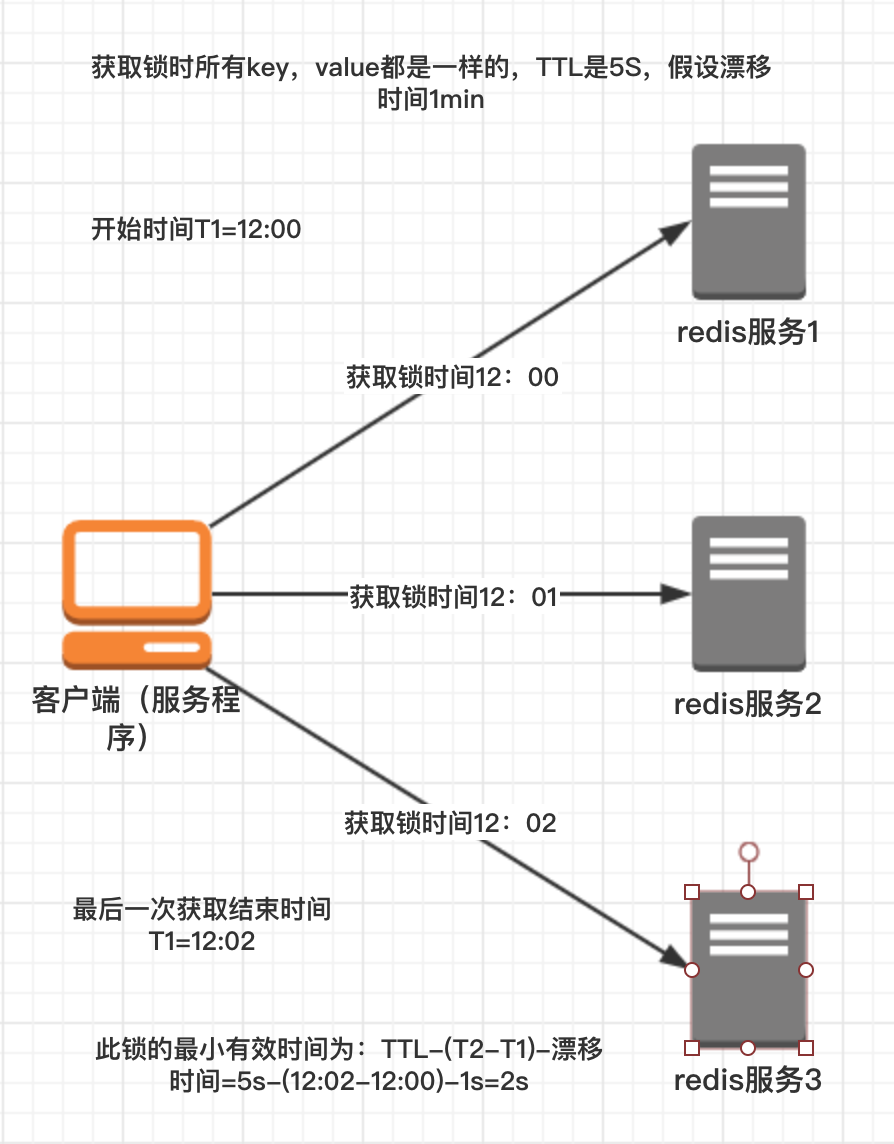 获取锁时所有key，value都是一样的，TTL是5S，假设漂移
时间1min
开始时间T1=12:00
redis服务1
获取锁时间12：00
获取锁时间12：01
客户端（服务程
序）
redis服务2
获取锁时间12：02
最后一次获取结束时间
T1=12:02
此锁的最小有效时间为：TTL-(T2-T1)-漂移
时间=5s-(12:02-12:00)-1s=2s
redis服务3